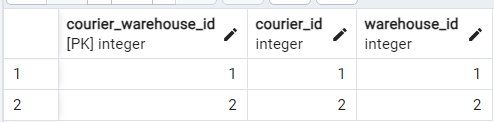 courier_warehouse_id courier_id warehouse_id
[PK] integer integer integer
1 1 1 1
2 2 2 2